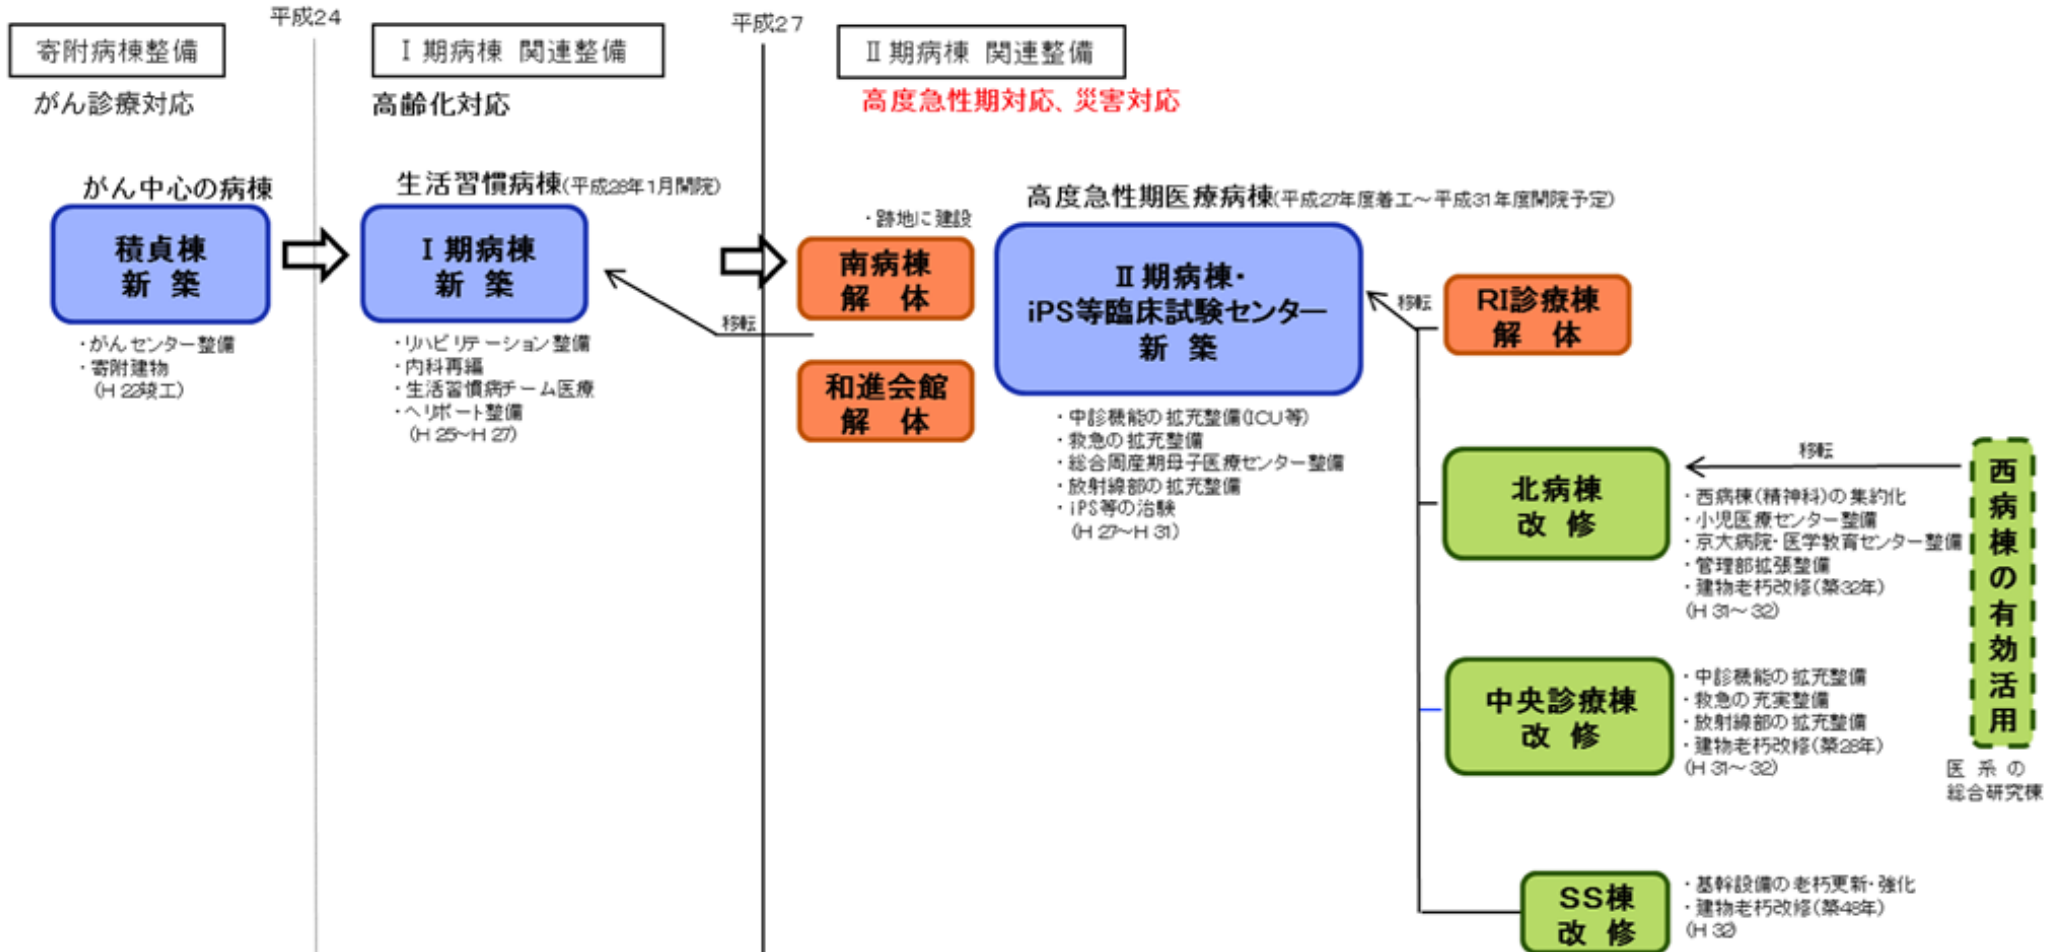 平成24
平成27
寄附病棟整備
がん診療対応
Ⅰ期病棟 関連整備
高齢化対応
Ⅱ期病棟 関連整備
高度急性期対応、災害対応
がん中心の病棟
積貞棟
新 築
・がんセンター整備
・寄附建物
(H 22竣工)
生活習慣病棟(平成28年1月開院)
Ⅰ期病棟
新 築
・リハビリテーション整備
・内科再編
・生活習慣病チーム医療
・ヘリポート整備
(H 25～H 27)
移転
・跡地に建設
南病棟
解 体
和進会館
解 体
高度急性期医療病棟(平成27年度着工～平成31年度開院予定)
Ⅱ期病棟・
iPS等臨床試験センター
新 築
・中診機能の拡充整備(ICU等)
・救急の拡充整備
・総合周産期母子医療センター整備
・放射線部の拡充整備
・iPS等の治験
(H 27～H 31)
移転
RI診療棟
解 体
北病棟
改 修
移転
・西病棟(精神科)の集約化
・小児医療センター整備
・京大病院・医学教育センター整備
・管理部拡張整備
・建物老朽改修(築32年)
(H 31～32)
中央診療棟
改 修
・中診機能の拡充整備
・救急の充実整備
・放射線部の拡充整備
・建物老朽改修(築28年)
(H 31～32)
SS棟
改 修
・基幹設備の老朽更新・強化
・建物老朽改修(築48年)
(H 32)
西病棟の有効活用
医系の
総合研究棟